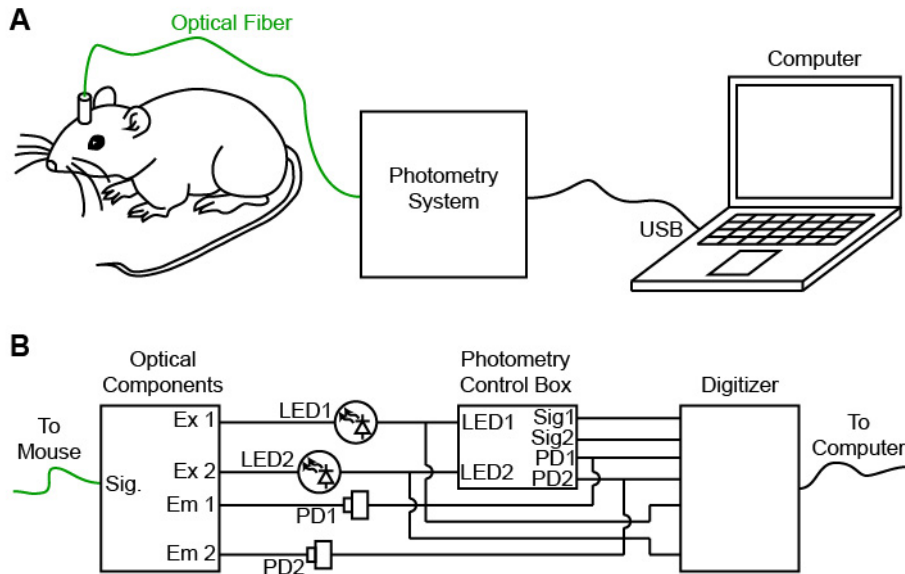 A
Optical Fiber
Photometry
System
USB
Computer
B
Optical
Components
Photometry
Control Box
Digitizer
To
Mouse
Sig.
Ex 1
Ex 2
Em 1
Em 2
LED1
LED2
PD1
PD2
LED1
LED2
Sig1
Sig2
PD1
PD2
To
Computer